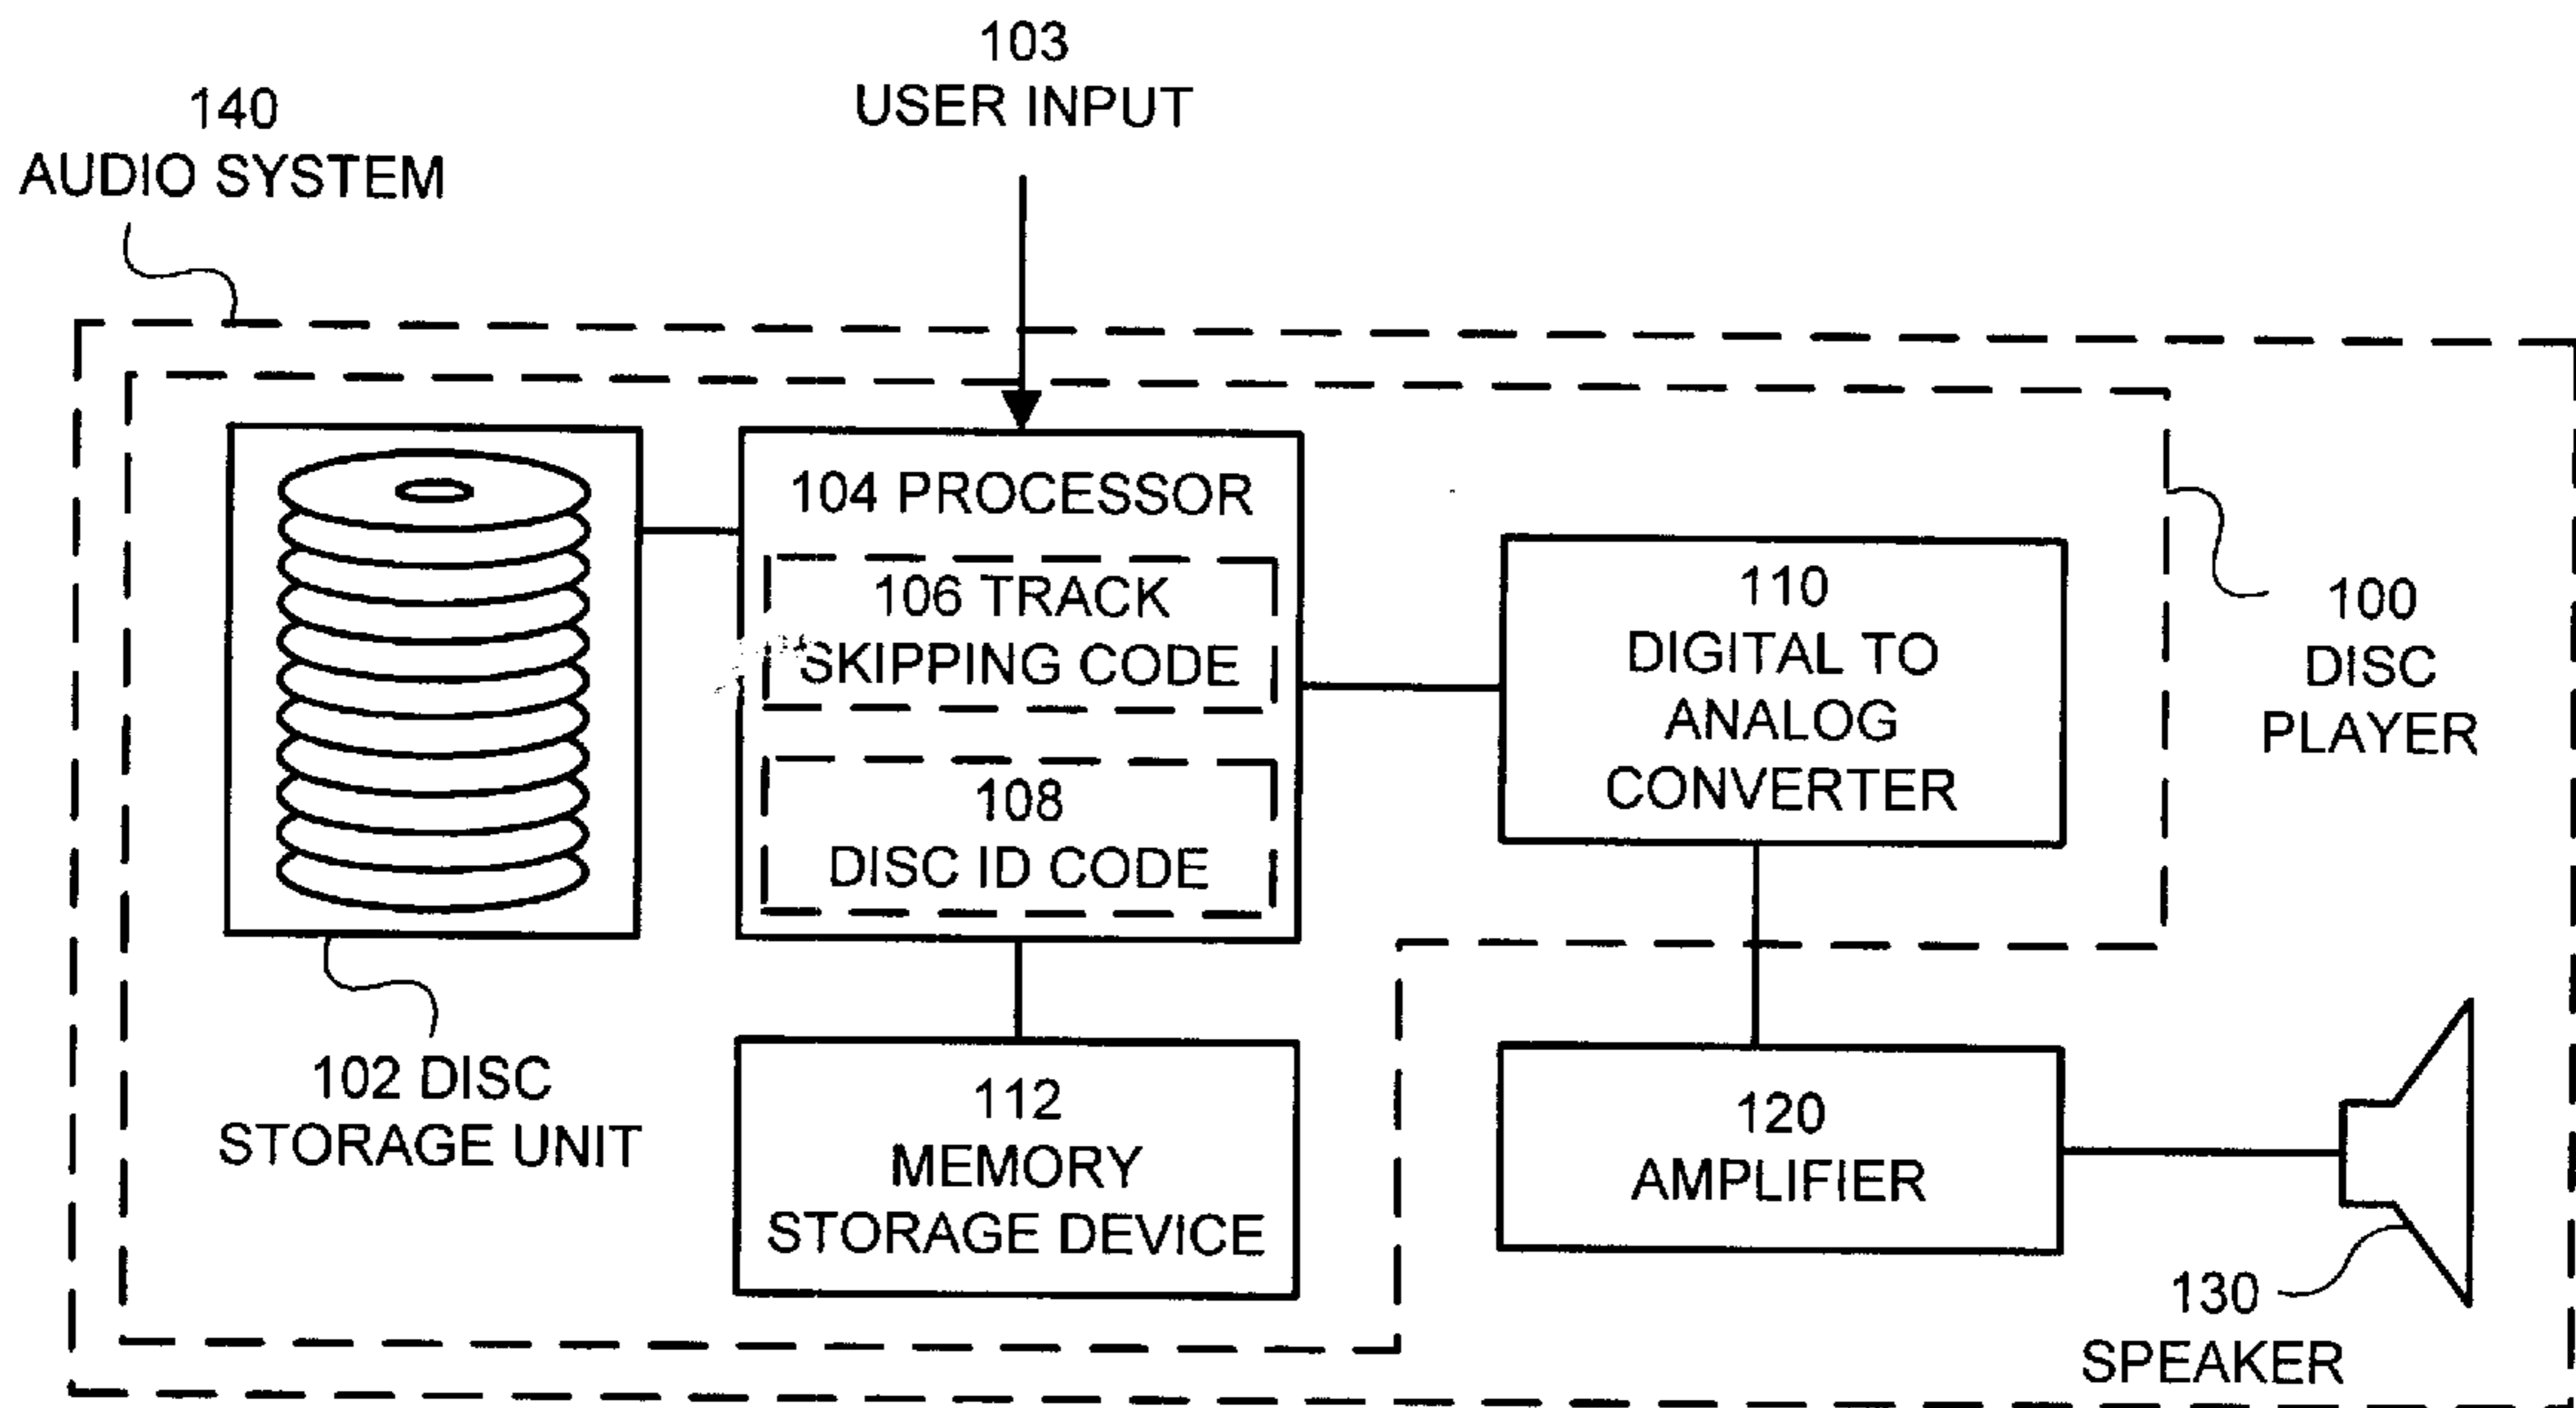 103
USER INPUT
140
AUDIO SYSTEM
104 PROCESSOR
106 TRACK
SKIPPING CODE
108
DISC ID CODE
110
DIGITAL TO
ANALOG
CONVERTER
100
DISC
PLAYER
102 DISC
STORAGE UNIT
112
MEMORY
STORAGE DEVICE
120
AMPLIFIER
130
SPEAKER